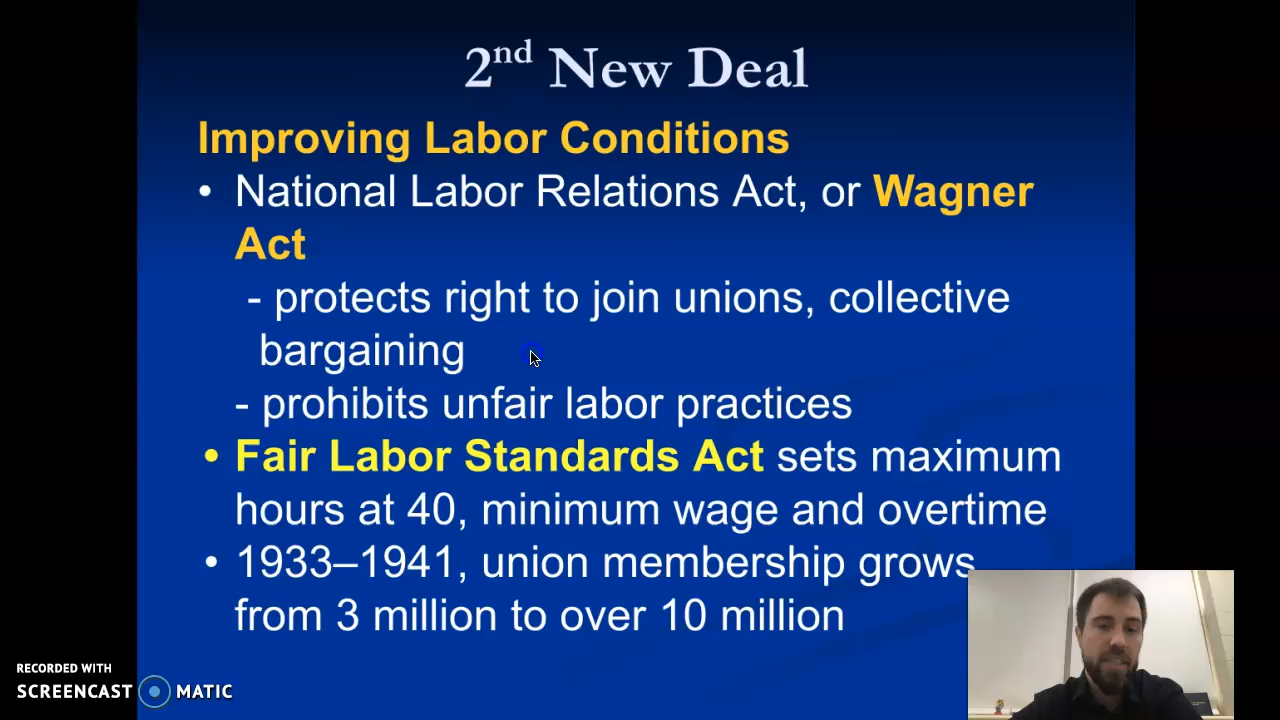 2nd New Deal
Improving Labor Conditions
• National Labor Relations Act, or Wagner
Act
- protects right to join unions, collective
bargaining
- prohibits unfair labor practices
• Fair Labor Standards Act sets maximum
hours at 40, minimum wage and overtime
• 1933–1941, union membership grows
from 3 million to over 10 million
RECORDED WITH
SCREENCAST MATIC